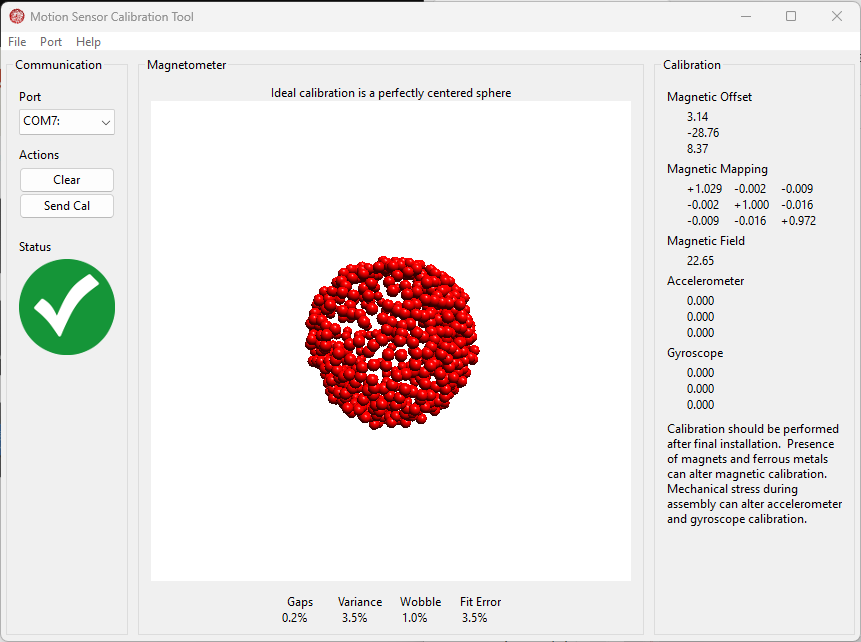 Motion Sensor Calibration Tool
File Port Help
Communication
Port
COM7:
Actions
Clear
Send Cal
Status
Magnetometer
Ideal calibration is a perfectly centered sphere
Gaps Variance Wobble Fit Error
0.2% 3.5% 1.0% 3.5%
Calibration
Magnetic Offset
3.14
-28.76
8.37
Magnetic Mapping
+1.029 -0.002 -0.009
-0.002 +1.000 -0.016
-0.009 -0.016 +0.972
Magnetic Field
22.65
Accelerometer
0.000
0.000
0.000
Gyroscope
0.000
0.000
0.000
Calibration should be performed
after final installation. Presence
of magnets and ferrous metals
can alter magnetic calibration.
Mechanical stress during
assembly can alter accelerometer
and gyroscope calibration.